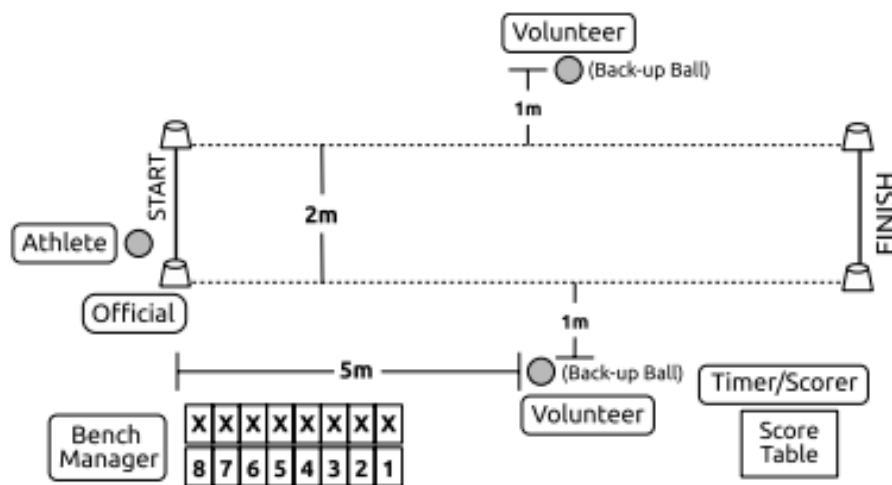 Volunteer
(Back-up Ball)
1m
START
2m
FINISH
Athlete
Official
1m
5m
(Back-up Ball)
Volunteer
Timer/Scorer
Bench
Manager
X X X X X X X X
8 7 6 5 4 3 2 1
Score
Table